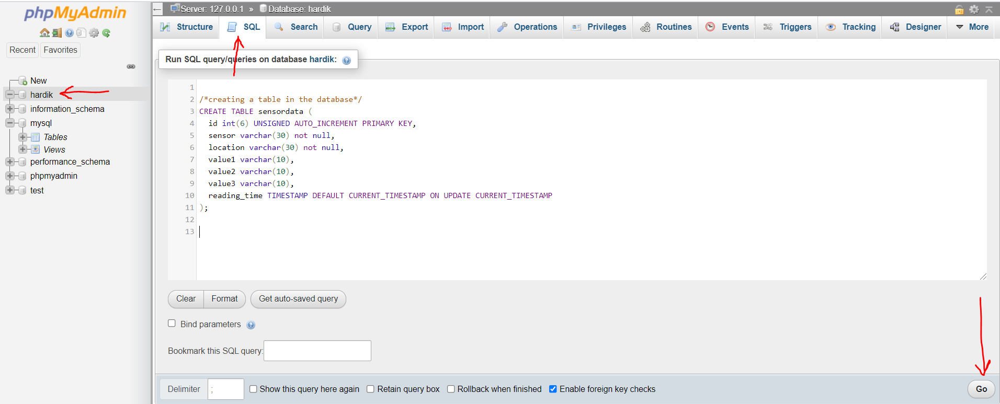 phpMyAdmin
Recent Favorites
New
hardik
information_schema
mysql
Tables
Views
performance_schema
phpmyadmin
test
Server: 127.0.0.1 » Database: hardik
Structure SQL Search Query Export Import Operations Privileges Routines Events Triggers Tracking Designer More
Run SQL query/queries on database hardik:
1
2 /*creating a table in the database*/
3 CREATE TABLE sensordata (
4 id int(6) UNSIGNED AUTO_INCREMENT PRIMARY KEY,
5 sensor varchar(30) not null,
6 location varchar(30) not null,
7 value1 varchar(10),
8 value2 varchar(10),
9 value3 varchar(10),
10 reading_time TIMESTAMP DEFAULT CURRENT_TIMESTAMP ON UPDATE CURRENT_TIMESTAMP
11 );
12
13
Clear Format Get auto-saved query
Bind parameters
Bookmark this SQL query:
Delimiter ; Show this query here again Retain query box Rollback when finished Enable foreign key checks Go